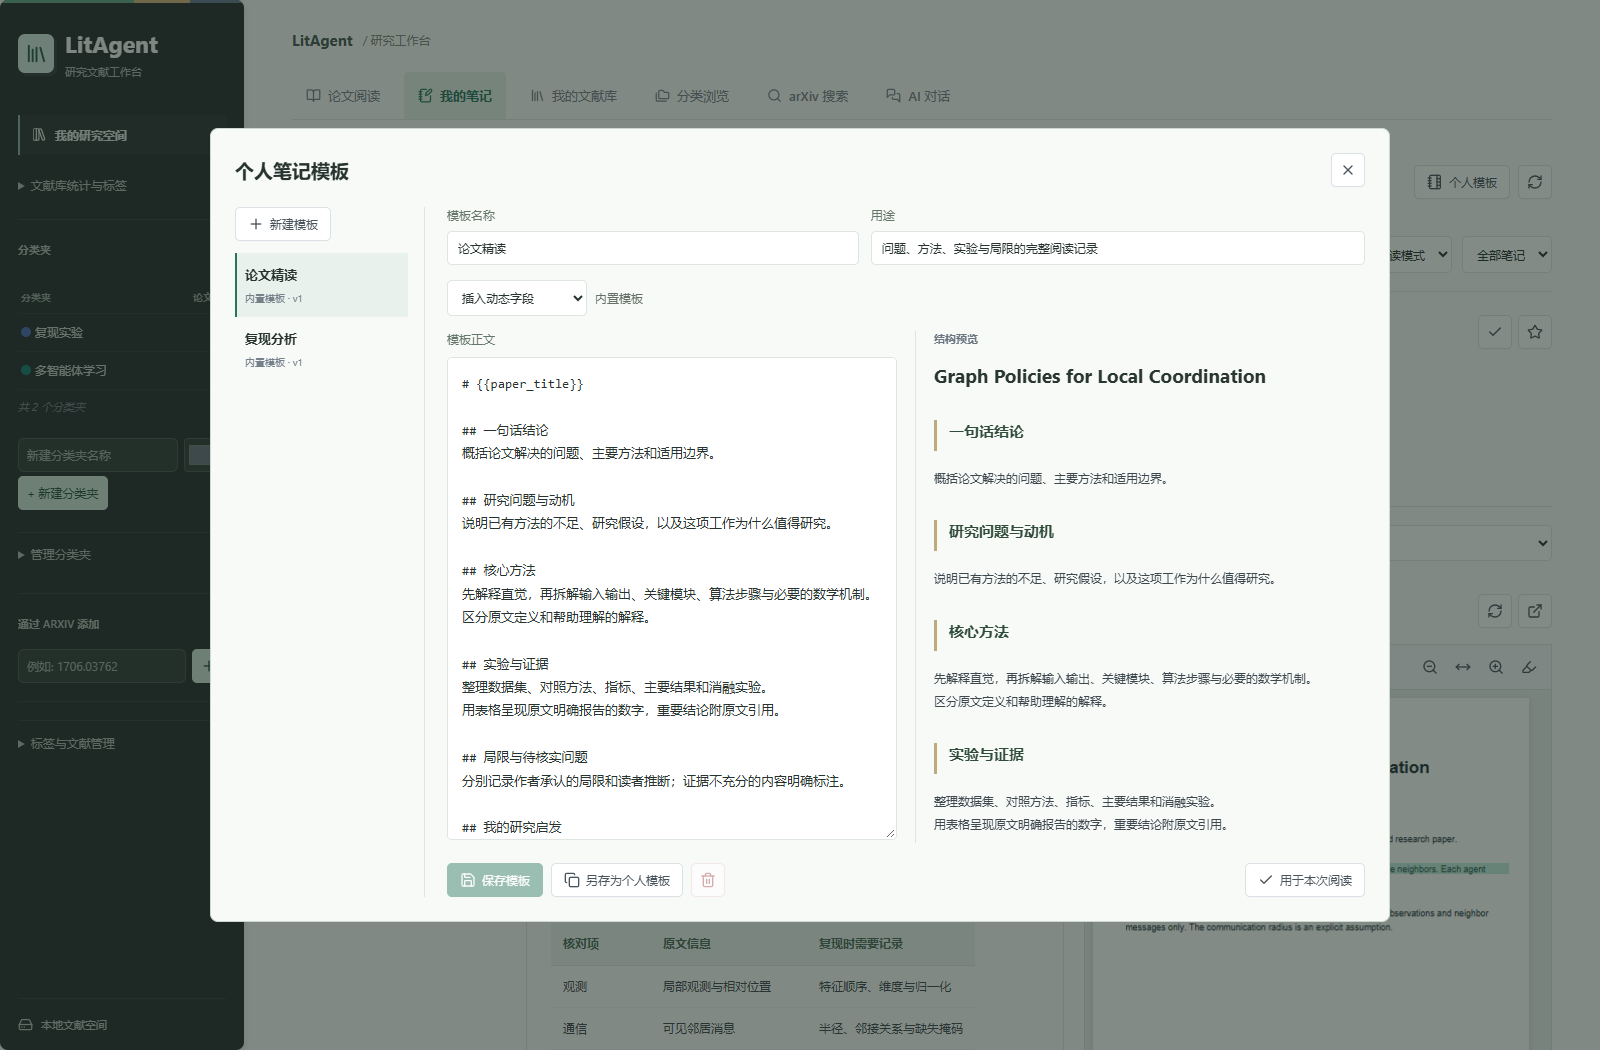 LitAgent
研究文献工作台
我的研究空间
文献库统计与标签
分类夹
分类夹 论文
复现实验
多智能体学习
共 2 个分类夹
新建分类夹名称
+ 新建分类夹
管理分类夹
通过 ARXIV 添加
例如: 1706.03762
标签与文献管理
本地文献空间
LitAgent / 研究工作台
论文阅读 我的笔记 我的文献库 分类浏览 arXiv 搜索 AI 对话
个人模板
读模式 全部笔记
个人笔记模板
新建模板
论文精读
内置模板 · v1
复现分析
内置模板 · v1
模板名称
论文精读
用途
问题、方法、实验与局限的完整阅读记录
插入动态字段 内置模板
模板正文
# {{paper_title}}
## 一句话结论
概括论文解决的问题、主要方法和适用边界。
## 研究问题与动机
说明已有方法的不足、研究假设，以及这项工作为什么值得研究。
## 核心方法
先解释直觉，再拆解输入输出、关键模块、算法步骤与必要的数学机制。
区分原文定义和帮助理解的解释。
## 实验与证据
整理数据集、对照方法、指标、主要结果和消融实验。
用表格呈现原文明确报告的数字，重要结论附原文引用。
## 局限与待核实问题
分别记录作者承认的局限和读者推断；证据不充分的内容明确标注。
## 我的研究启发
结构预览
Graph Policies for Local Coordination
一句话结论
概括论文解决的问题、主要方法和适用边界。
研究问题与动机
说明已有方法的不足、研究假设，以及这项工作为什么值得研究。
核心方法
先解释直觉，再拆解输入输出、关键模块、算法步骤与必要的数学机制。
区分原文定义和帮助理解的解释。
实验与证据
整理数据集、对照方法、指标、主要结果和消融实验。
用表格呈现原文明确报告的数字，重要结论附原文引用。
保存模板 另存为个人模板 用于本次阅读
ation
d research paper.
e neighbors. Each agent
bservations and neighbor
messages only. The communication radius is an explicit assumption.
核对项 原文信息 复现时需要记录
观测 局部观测与相对位置 特征顺序、维度与归一化
通信 可见邻居消息 半径、邻接关系与缺失掩码